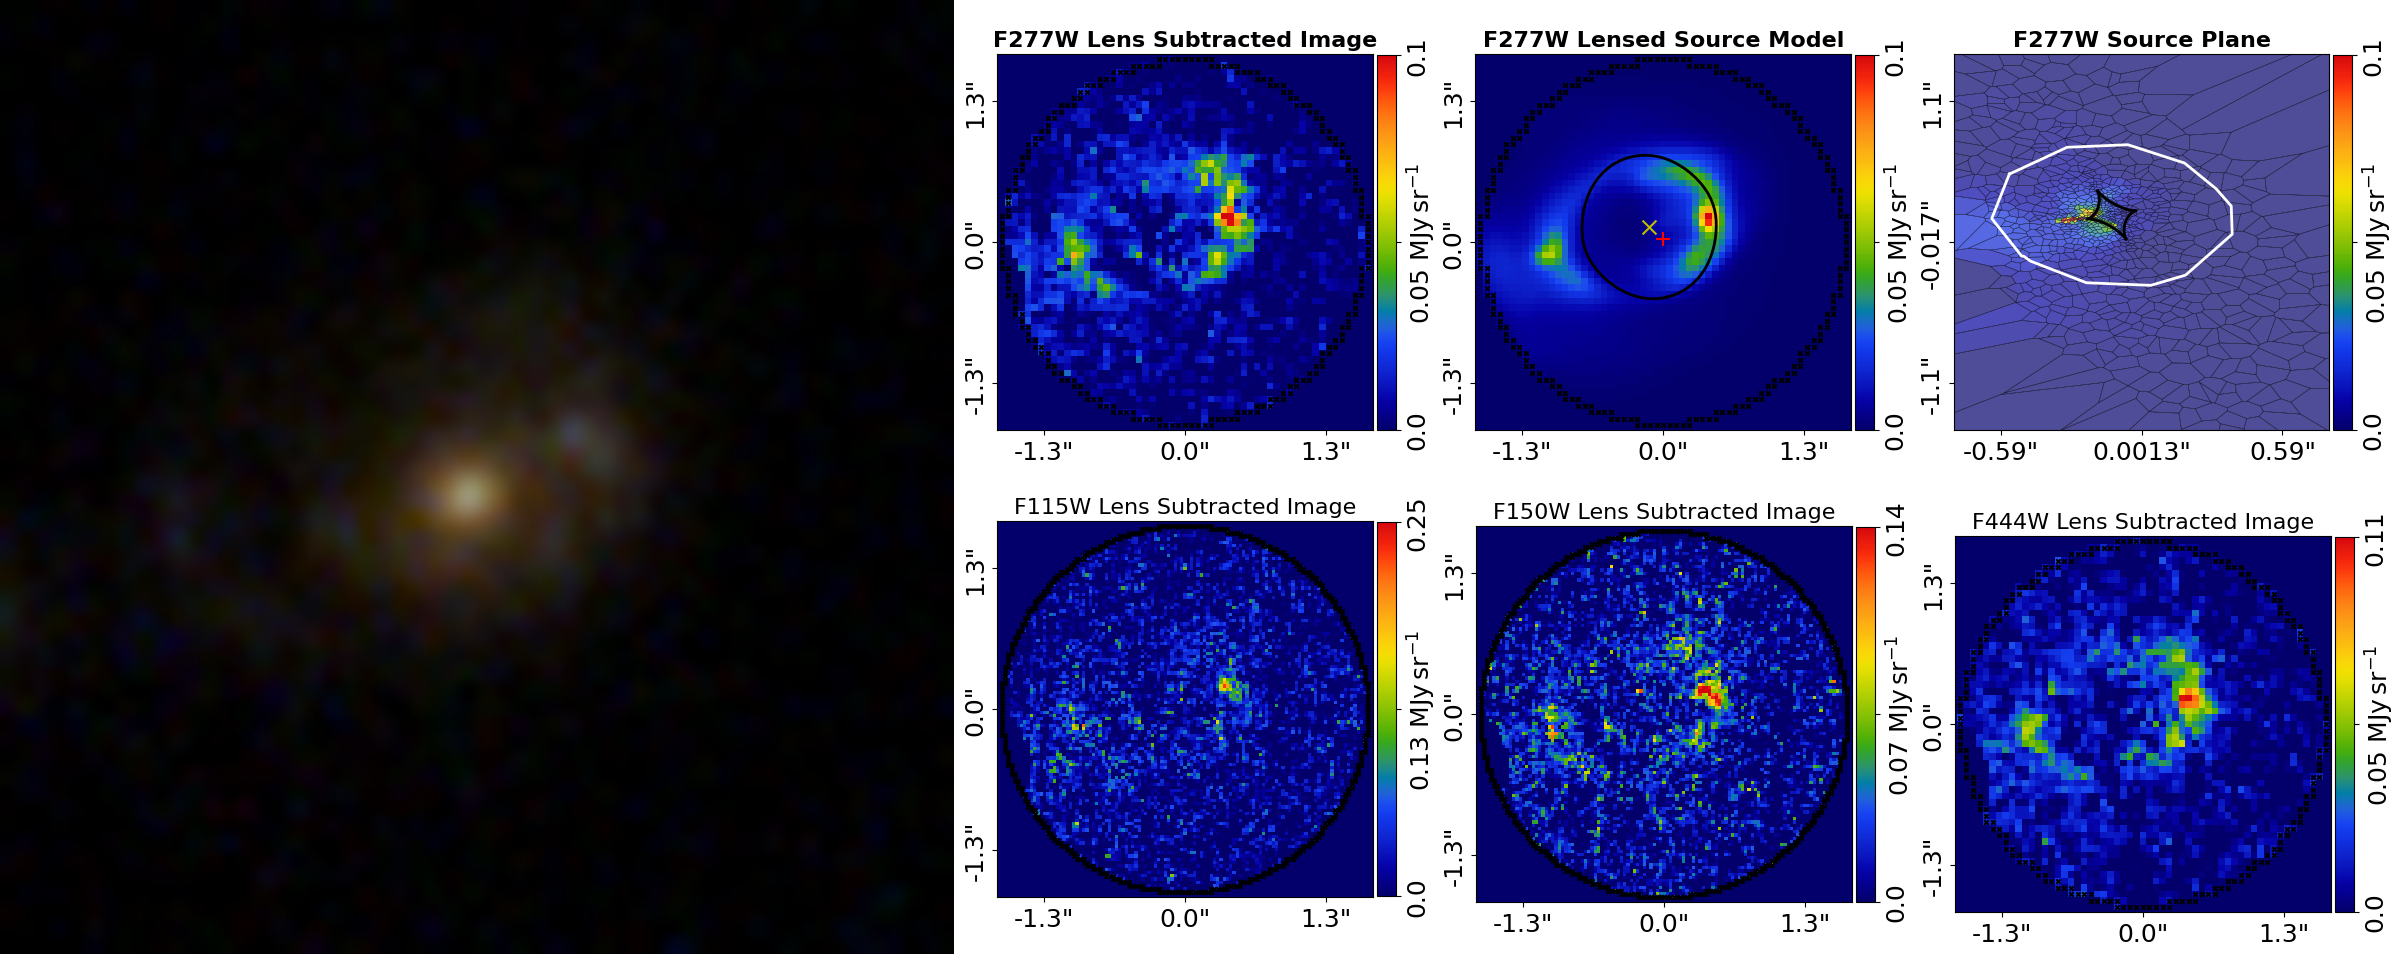 F277W Lens Subtracted Image
1.3"
0.0"
-1.3"
-1.3" 0.0" 1.3"
0.1
0.05 MJy sr−1
0.0
F277W Lensed Source Model
1.3"
0.0"
-1.3"
-1.3" 0.0" 1.3"
0.1
0.05 MJy sr−1
0.0
F277W Source Plane
1.1"
-0.017"
-1.1"
-0.59" 0.0013" 0.59"
0.1
0.05 MJy sr−1
0.0
F115W Lens Subtracted Image
1.3"
0.0"
-1.3"
-1.3" 0.0" 1.3"
0.25
0.13 MJy sr−1
0.0
F150W Lens Subtracted Image
1.3"
0.0"
-1.3"
-1.3" 0.0" 1.3"
0.14
0.07 MJy sr−1
0.0
F444W Lens Subtracted Image
1.3"
0.0"
-1.3"
-1.3" 0.0" 1.3"
0.11
0.05 MJy sr−1
0.0